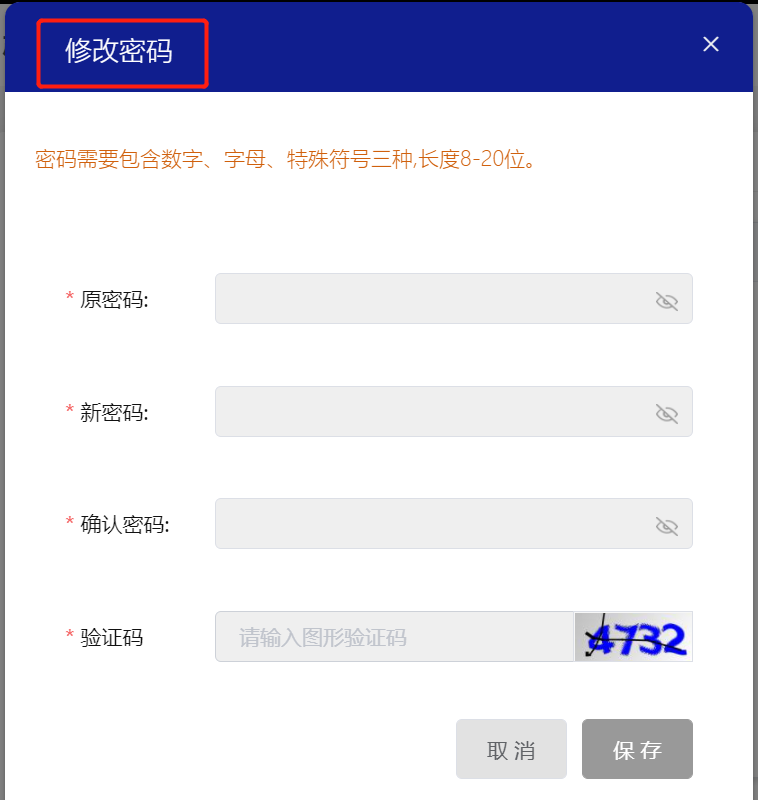 修改密码
密码需要包含数字、字母、特殊符号三种,长度8-20位。
* 原密码:
* 新密码:
* 确认密码:
* 验证码 请输入图形验证码 4732
取消 保存